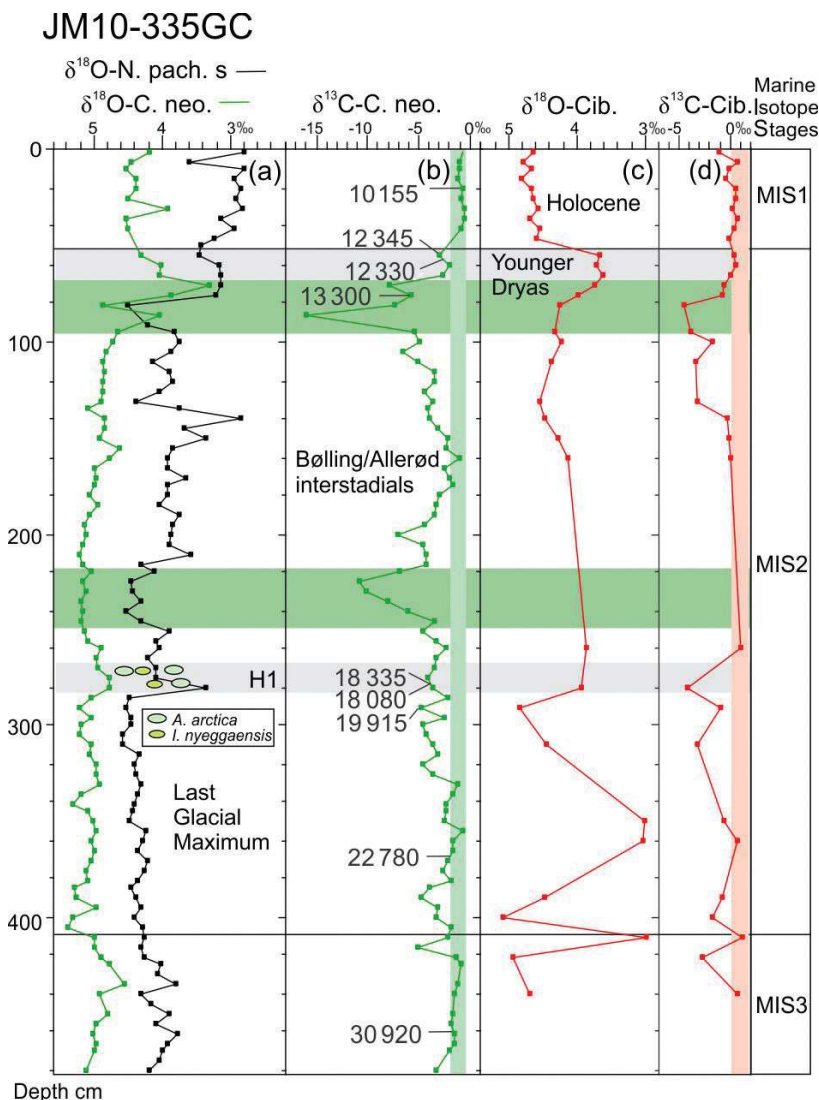 JM10-335GC
δ¹⁸O-N. pach. s
δ¹⁸O-C. neo.
δ¹³C-C. neo.
δ¹⁸O-Cib.
δ¹³C-Cib.
Marine
Isotope
Stages
5 4 3‰
-15 -10 -5 0‰
5 4 3‰
-5 0‰
(a)
(b)
(c)
(d)
0
100
200
300
400
Depth cm
10 155
12 345
12 330
13 300
Bølling/Allerød
interstadials
H1
18 335
18 080
19 915
A. arctica
I. nyeggaensis
Last
Glacial
Maximum
22 780
30 920
Holocene
Younger
Dryas
MIS1
MIS2
MIS3